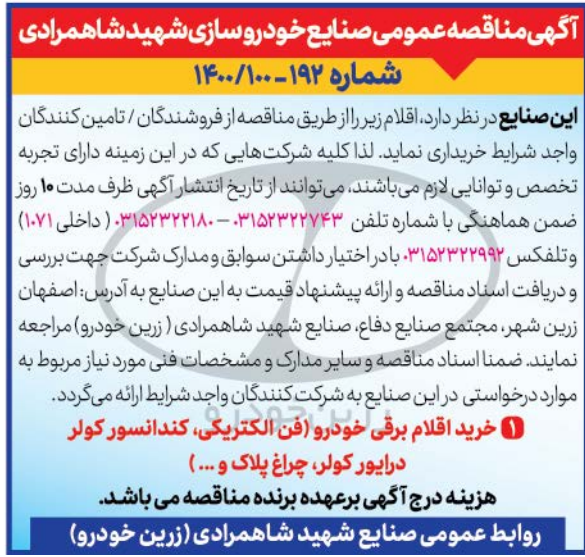 آگهی مناقصه عمومی صنایع خودروسازی شهید شاهمرادی
شماره ۱۹۲-۱۴۰۰/۱۰۰
این صنایع در نظر دارد، اقلام زیر را از طریق مناقصه از فروشندگان / تامین کنندگان
واجد شرایط خریداری نماید. لذا کلیه شرکت‌هایی که در این زمینه دارای تجربه
تخصص و توانایی لازم می‌باشند، می‌توانند از تاریخ انتشار آگهی ظرف مدت ۱۰ روز
ضمن هماهنگی با شماره تلفن ۰۳۱۵۲۳۲۲۷۴۳ – ۰۳۱۵۲۳۲۲۱۸۰ ( داخلی ۱۰۷۱)
و تلفکس ۰۳۱۵۲۳۲۲۹۹۲ با در اختیار داشتن سوابق و مدارک شرکت جهت بررسی
و دریافت اسناد مناقصه و ارائه پیشنهاد قیمت به این صنایع به آدرس: اصفهان
زرین شهر، مجتمع صنایع دفاع، صنایع شهید شاهمرادی ( زرین خودرو) مراجعه
نمایند. ضمنا اسناد مناقصه و سایر مدارک و مشخصات فنی مورد نیاز مربوط به
موارد درخواستی در این صنایع به شرکت کنندگان واجد شرایط ارائه می‌گردد.
زرین خودرو
۱ خرید اقلام برقی خودرو (فن الکتریکی، کندانسور کولر
درایور کولر، چراغ پلاک و ... )
هزینه درج آگهی برعهده برنده مناقصه می باشد.
روابط عمومی صنایع شهید شاهمرادی (زرین خودرو)